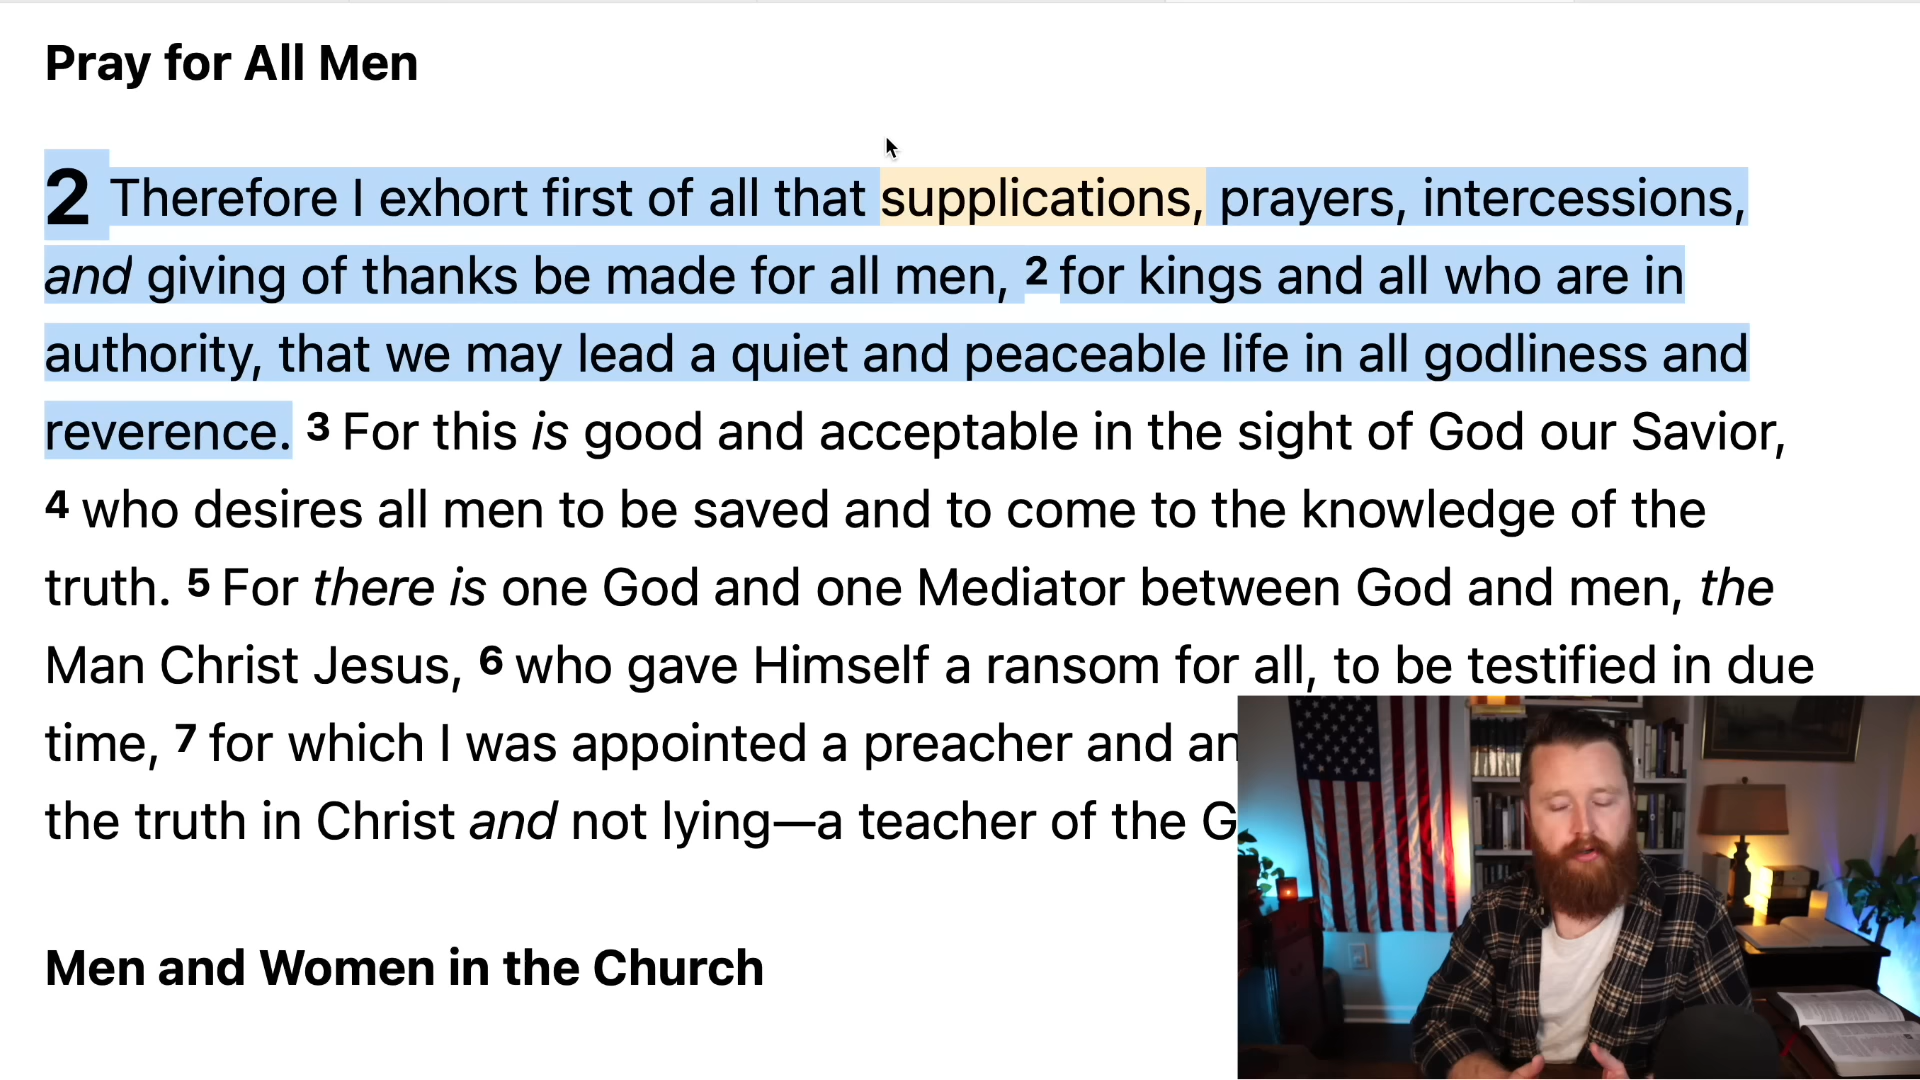 Pray for All Men
2 Therefore I exhort first of all that supplications, prayers, intercessions,
and giving of thanks be made for all men, 2 for kings and all who are in
authority, that we may lead a quiet and peaceable life in all godliness and
reverence. 3 For this is good and acceptable in the sight of God our Savior,
4 who desires all men to be saved and to come to the knowledge of the
truth. 5 For there is one God and one Mediator between God and men, the
Man Christ Jesus, 6 who gave Himself a ransom for all, to be testified in due
time, 7 for which I was appointed a preacher and an
the truth in Christ and not lying—a teacher of the G
Men and Women in the Church